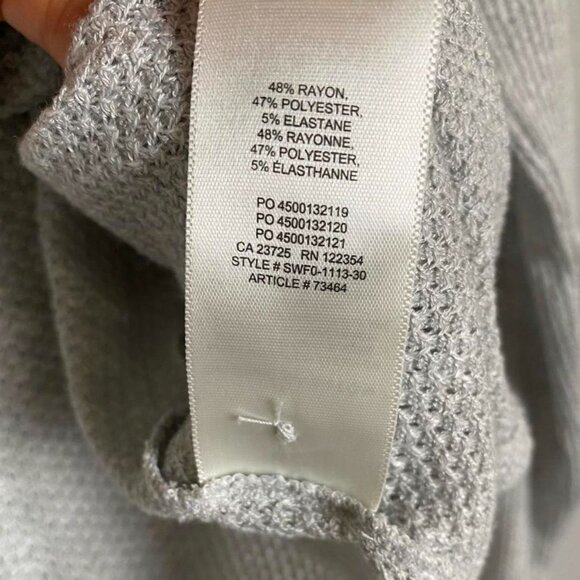 48% RAYON,
47% POLYESTER,
5% ELASTANE
48% RAYONNE,
47% POLYESTER,
5% ÉLASTHANNE
PO 4500132119
PO 4500132120
PO 4500132121
CA 23725 RN 122354
STYLE # SWF0-1113-30
ARTICLE # 73464